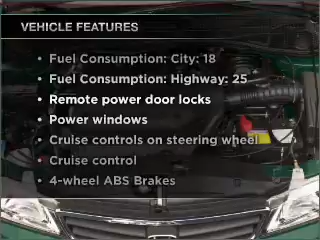 VEHICLE FEATURES
• Fuel Consumption: City: 18
• Fuel Consumption: Highway: 25
• Remote power door locks
• Power windows
• Cruise controls on steering wheel
• Cruise control
• 4-wheel ABS Brakes